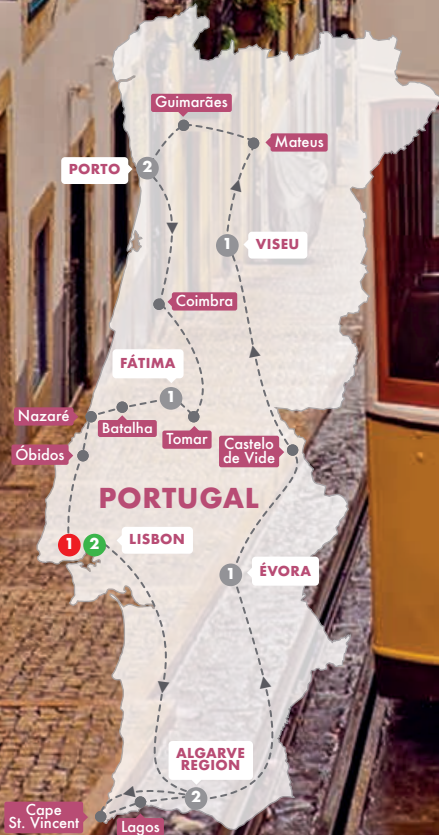 Guimarães
Mateus
PORTO
2
1
VISEU
Coimbra
FÁTIMA
1
Nazaré
Batalha
Tomar
Óbidos
Castelo
de Vide
PORTUGAL
1
2
LISBON
1
ÉVORA
ALGARVE
REGION
2
Cape
St. Vincent
Lagos